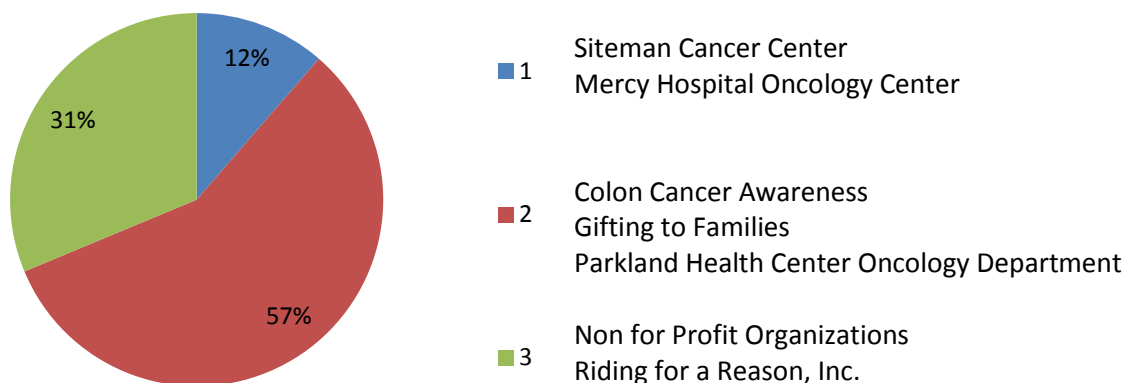 12%
31%
57%
1
Siteman Cancer Center
Mercy Hospital Oncology Center
2
Colon Cancer Awareness
Gifting to Families
Parkland Health Center Oncology Department
3
Non for Profit Organizations
Riding for a Reason, Inc.